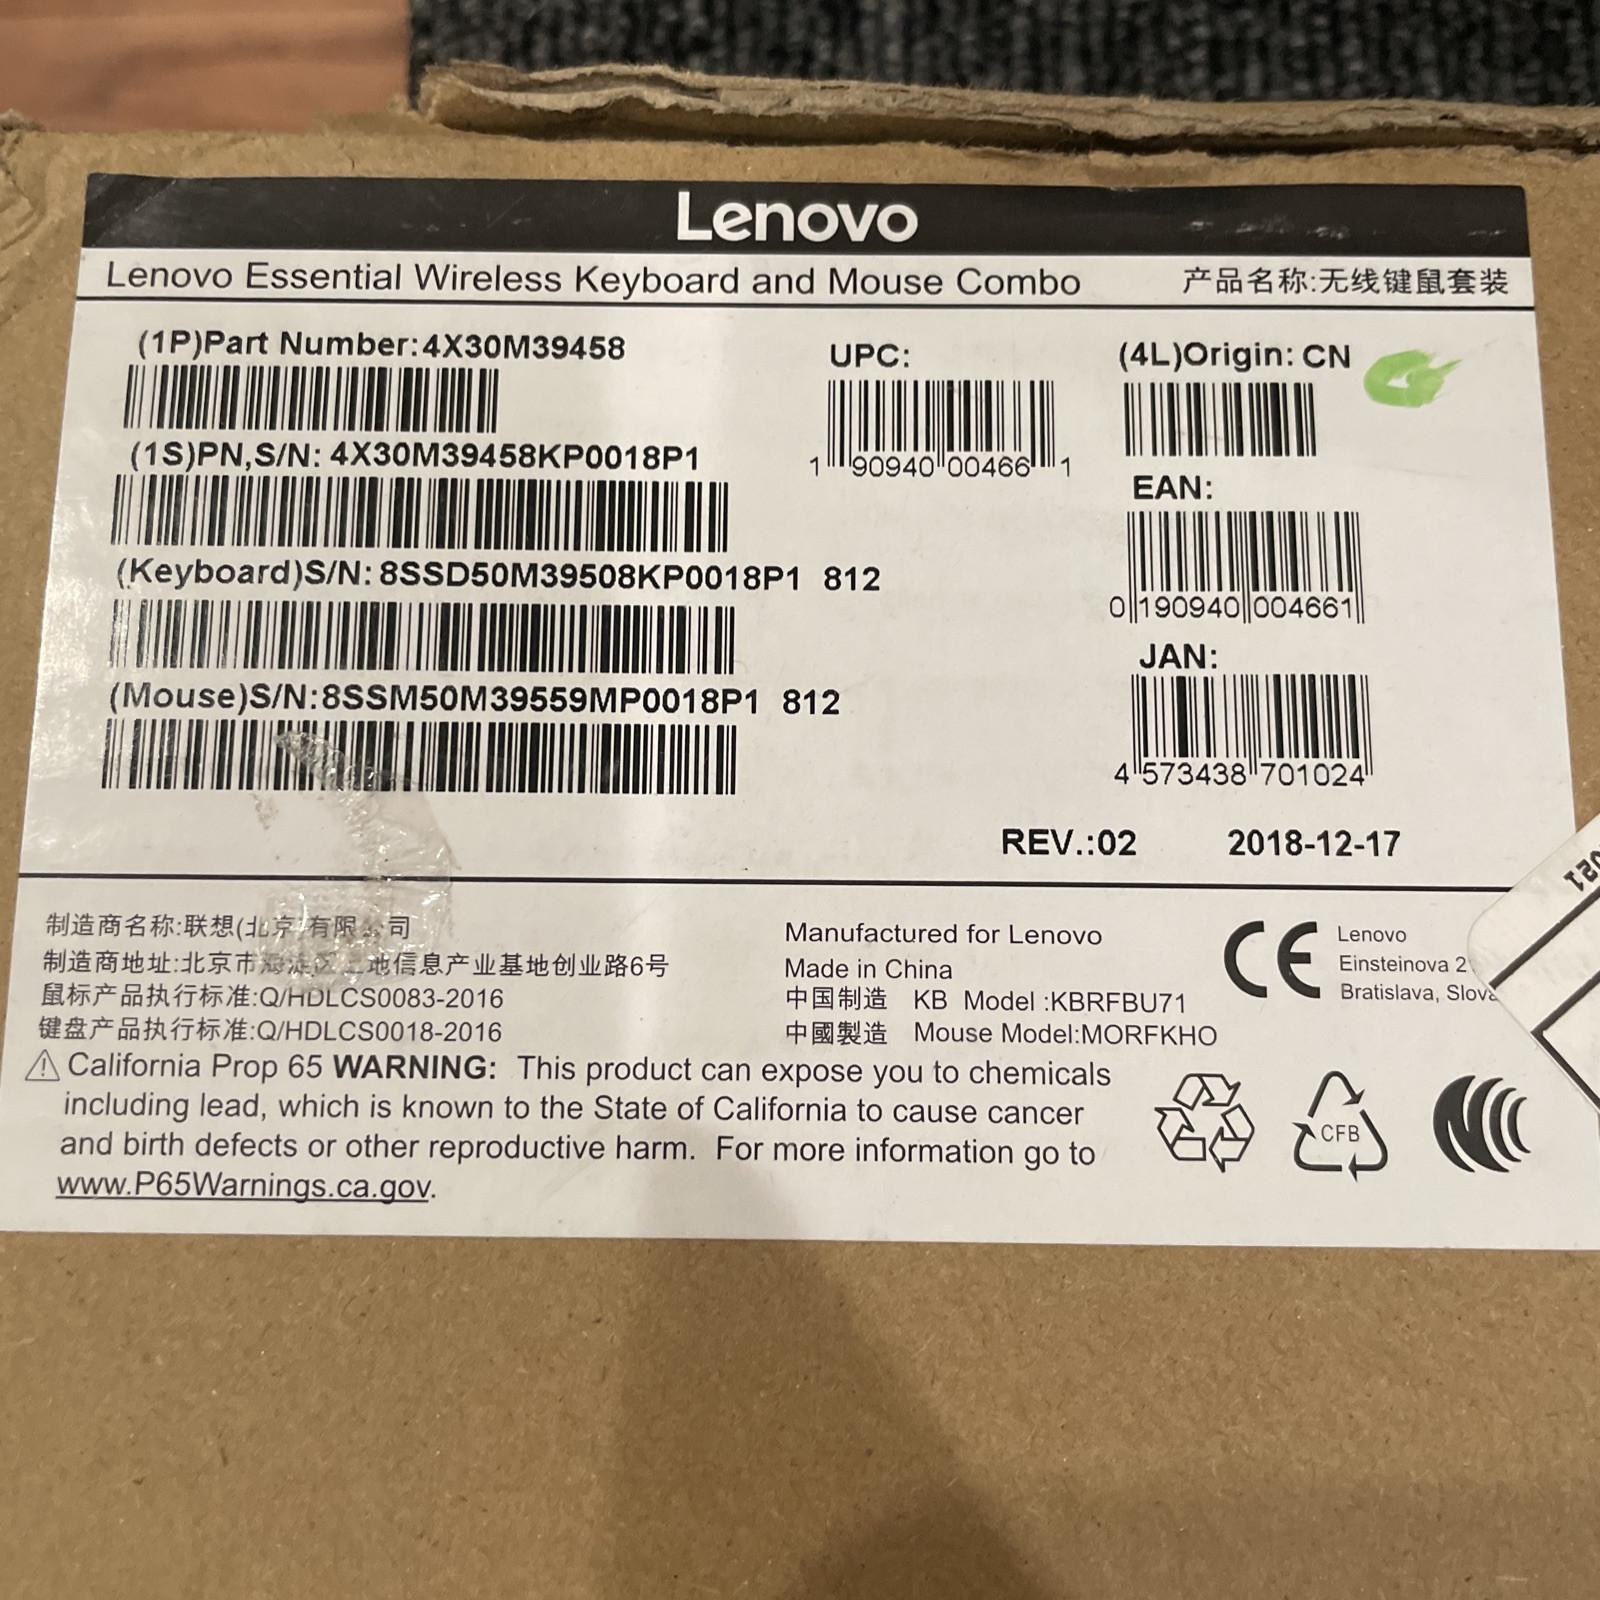 Lenovo
Lenovo Essential Wireless Keyboard and Mouse Combo 产品名称:无线键鼠套装
(1P)Part Number:4X30M39458
(1S)PN,S/N: 4X30M39458KP0018P1
(Keyboard)S/N: 8SSD50M39508KP0018P1 812
(Mouse)S/N:8SSM50M39559MP0018P1 812
UPC:
1 90940 00466 1
(4L)Origin: CN
EAN:
0 190940 004661
JAN:
4 573438 701024
REV.:02 2018-12-17
制造商名称:联想(北京)有限 司
制造商地址:北京市 地信息产业基地创业路6号
鼠标产品执行标准:Q/HDLCS0083-2016
键盘产品执行标准:Q/HDLCS0018-2016
Manufactured for Lenovo
Made in China
中国制造 KB Model :KBRFBU71
中國製造 Mouse Model:MORFKHO
CE
Lenovo
Einsteinova
Bratislava,
⚠ California Prop 65 WARNING: This product can expose you to chemicals
including lead, which is known to the State of California to cause cancer
and birth defects or other reproductive harm. For more information go to
www.P65Warnings.ca.gov.
CFB